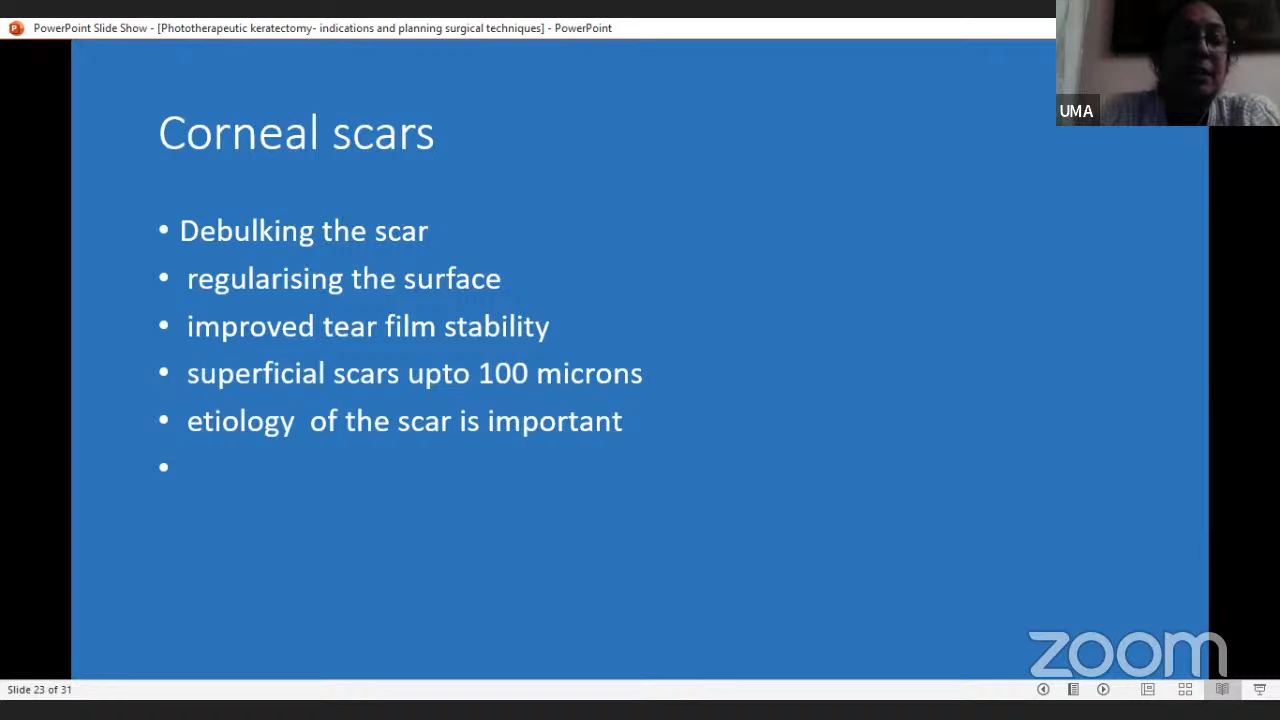 PowerPoint Slide Show - [Phototherapeutic keratectomy- indications and planning surgical techniques] - PowerPoint
UMA
Corneal scars
• Debulking the scar
• regularising the surface
• improved tear film stability
• superficial scars upto 100 microns
• etiology  of the scar is important
•
zoom
Slide 23 of 31